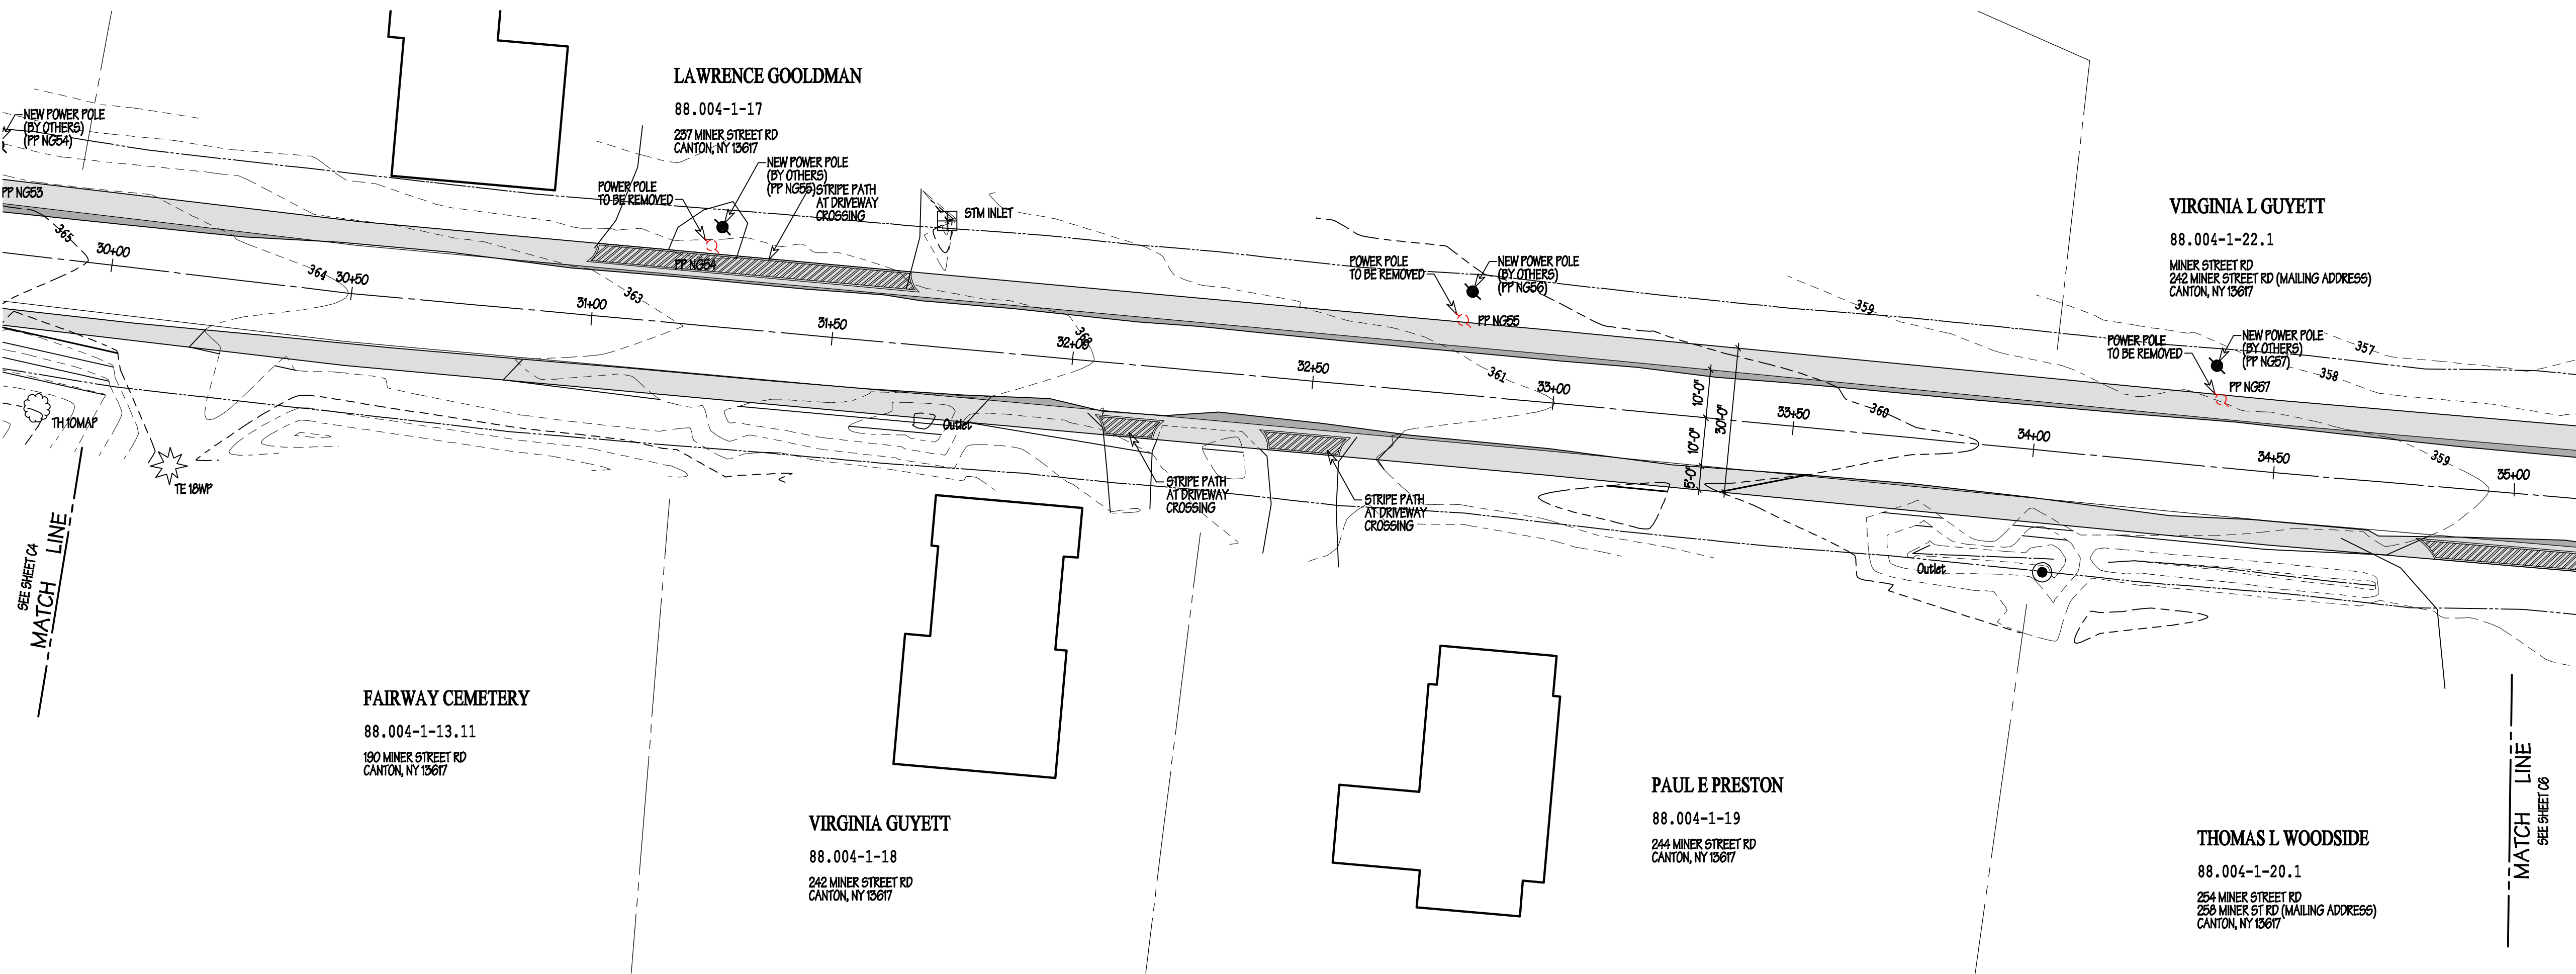 LAWRENCE GOOLDMAN
88.004-1-17
237 MINER STREET RD
CANTON, NY 13617
NEW POWER POLE
(BY OTHERS)
(PP NG54)
PP NG53
POWER POLE
TO BE REMOVED
NEW POWER POLE
(BY OTHERS)
(PP NG55)
STRIPE PATH
AT DRIVEWAY
CROSSING
PP NG54
STM INLET
POWER POLE
TO BE REMOVED
NEW POWER POLE
(BY OTHERS)
(PP NG56)
PP NG55
VIRGINIA L GUYETT
88.004-1-22.1
MINER STREET RD
242 MINER STREET RD (MAILING ADDRESS)
CANTON, NY 13617
POWER POLE
TO BE REMOVED
NEW POWER POLE
(BY OTHERS)
(PP NG57)
PP NG57
365
364
363
362
361
360
359
359
358
357
30+00
30+50
31+00
31+50
32+00
32+50
33+00
33+50
34+00
34+50
35+00
10'-0"
10'-0"
5'-0"
30'-0"
TH 10MAP
TE 18WP
Outlet
STRIPE PATH
AT DRIVEWAY
CROSSING
STRIPE PATH
AT DRIVEWAY
CROSSING
Outlet
SEE SHEET C4
MATCH LINE
FAIRWAY CEMETERY
88.004-1-13.11
190 MINER STREET RD
CANTON, NY 13617
VIRGINIA GUYETT
88.004-1-18
242 MINER STREET RD
CANTON, NY 13617
PAUL E PRESTON
88.004-1-19
244 MINER STREET RD
CANTON, NY 13617
THOMAS L WOODSIDE
88.004-1-20.1
254 MINER STREET RD
258 MINER ST RD (MAILING ADDRESS)
CANTON, NY 13617
MATCH LINE
SEE SHEET C6